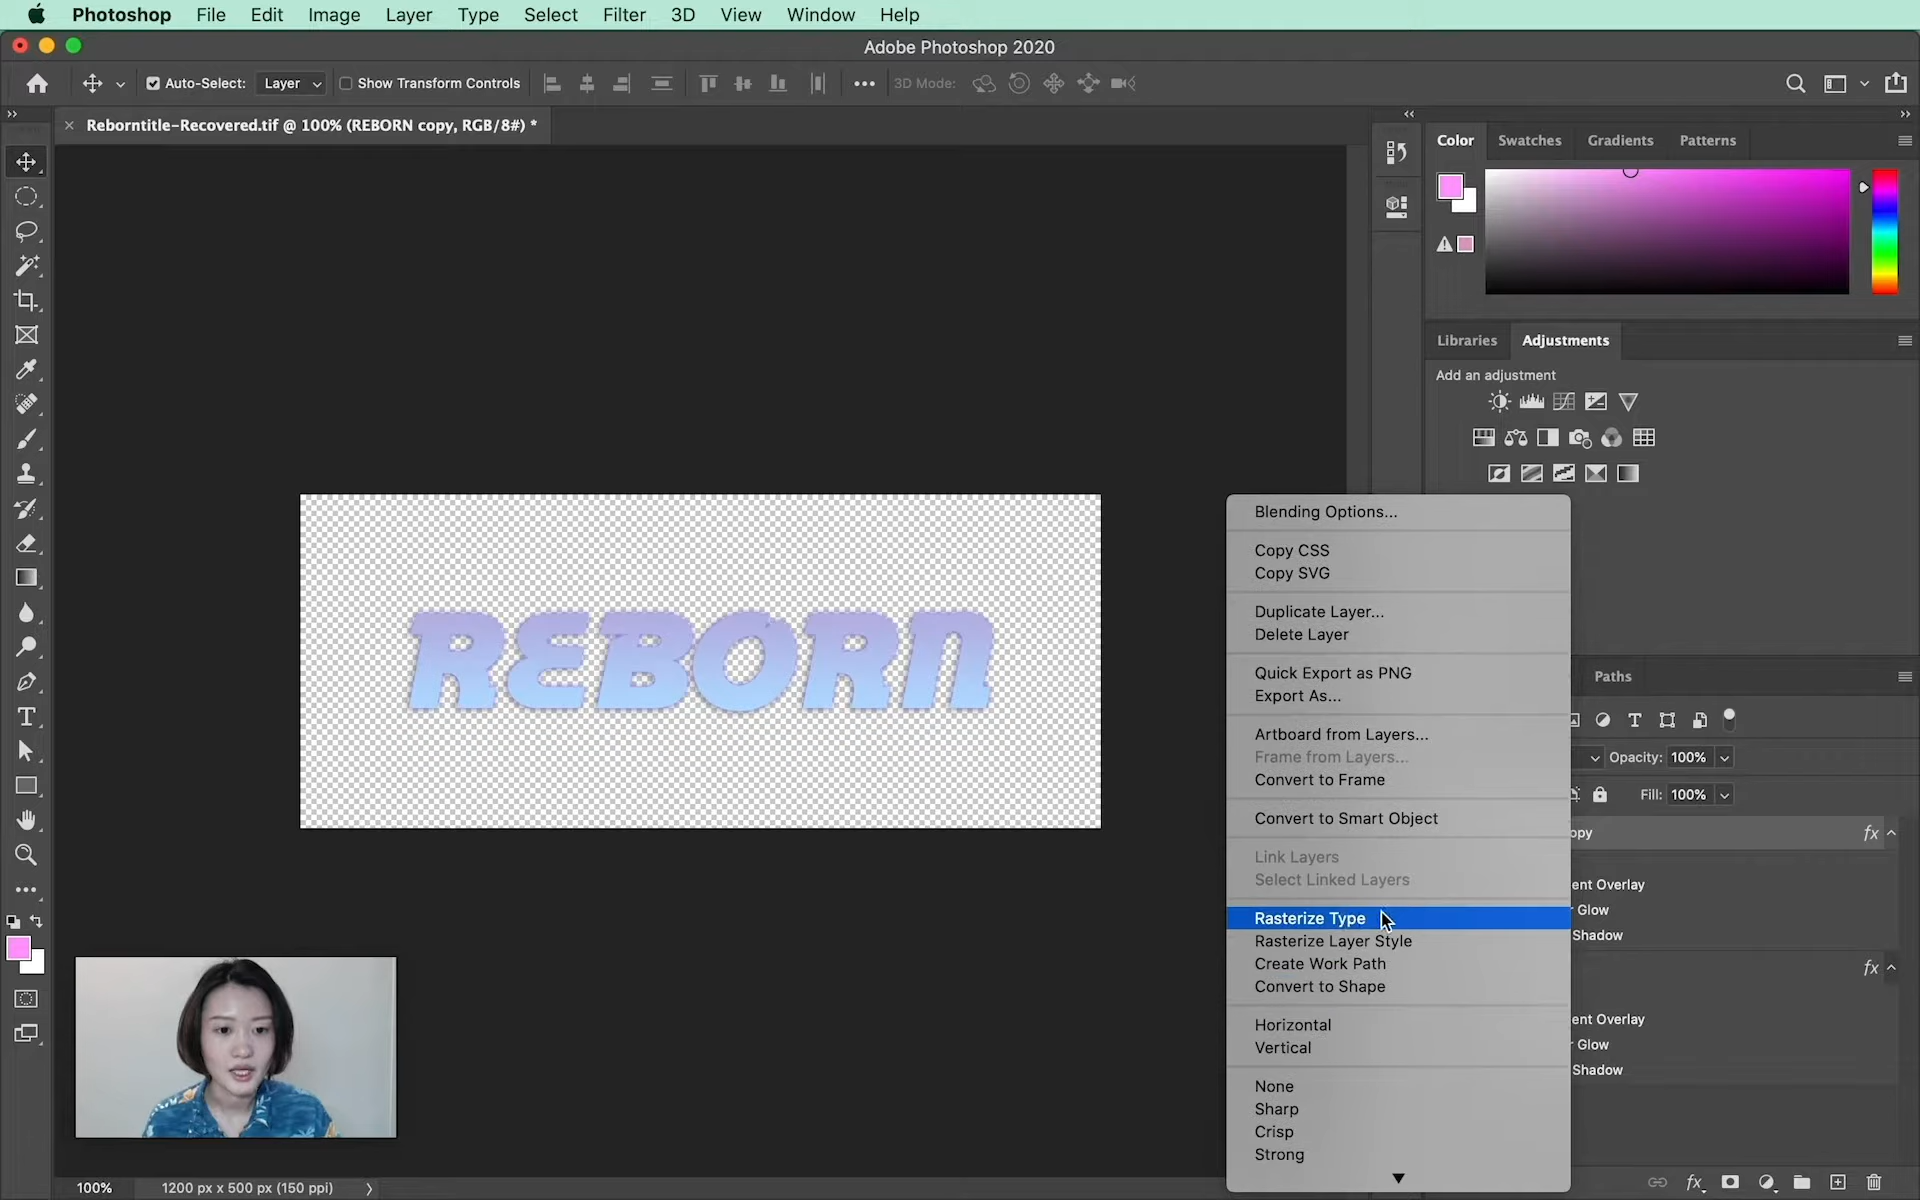 Photoshop File Edit Image Layer Type Select Filter 3D View Window Help
Adobe Photoshop 2020
Auto-Select: Layer Show Transform Controls 3D Mode:
Reborntitle-Recovered.tif @ 100% (REBORN copy, RGB/8#) *
Color Swatches Gradients Patterns
Libraries Adjustments
Add an adjustment
REBORN
Blending Options...
Copy CSS
Copy SVG
Duplicate Layer...
Delete Layer
Quick Export as PNG
Export As...
Artboard from Layers...
Frame from Layers...
Convert to Frame
Convert to Smart Object
Link Layers
Select Linked Layers
Rasterize Type
Rasterize Layer Style
Create Work Path
Convert to Shape
Horizontal
Vertical
None
Sharp
Crisp
Strong
Paths
Opacity: 100%
Fill: 100%
opy fx
ent Overlay
r Glow
Shadow
fx
ent Overlay
r Glow
Shadow
100% 1200 px x 500 px (150 ppi)
fx